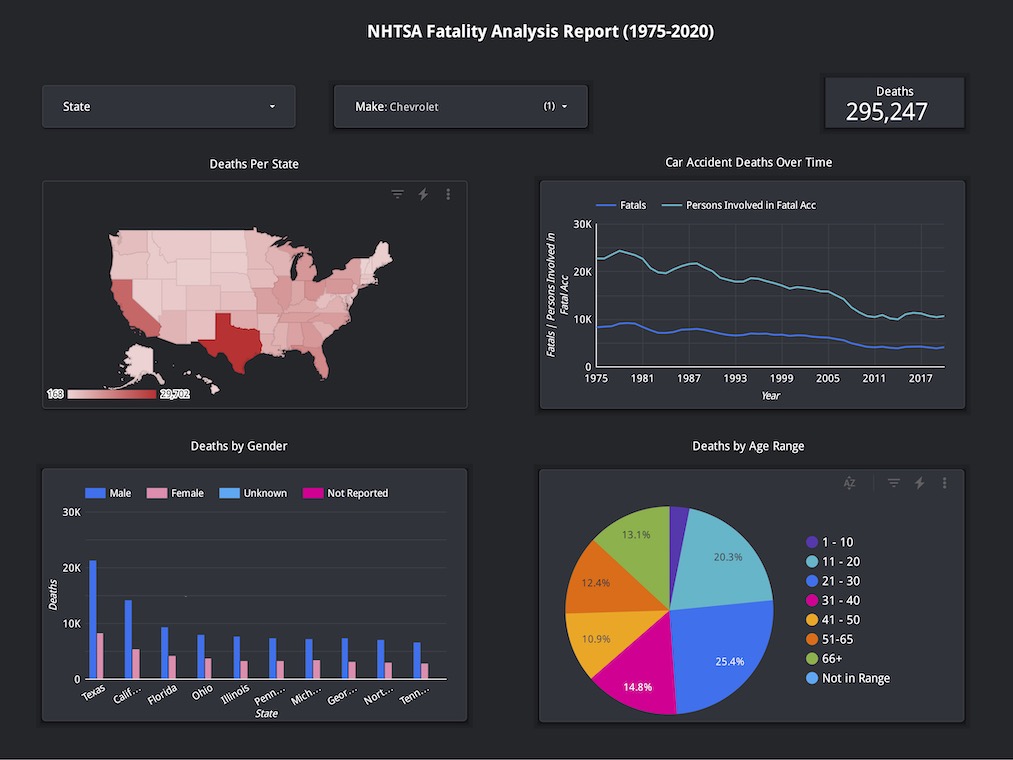 NHTSA Fatality Analysis Report (1975-2020)
State
Make: Chevrolet (1)
Deaths
295,247
Deaths Per State
168 29,702
Car Accident Deaths Over Time
Fatals Persons Involved in Fatal Acc
Fatals | Persons Involved in
Fatal Acc
30K
20K
10K
0
1975 1981 1987 1993 1999 2005 2011 2017
Year
Deaths by Gender
Male Female Unknown Not Reported
Deaths
30K
20K
10K
0
Texas Calif... Florida Ohio Illinois Penn... Mich... Geor... Nort... Tenn...
State
Deaths by Age Range
AZ
13.1%
20.3%
12.4%
10.9%
25.4%
14.8%
1 - 10
11 - 20
21 - 30
31 - 40
41 - 50
51-65
66+
Not in Range